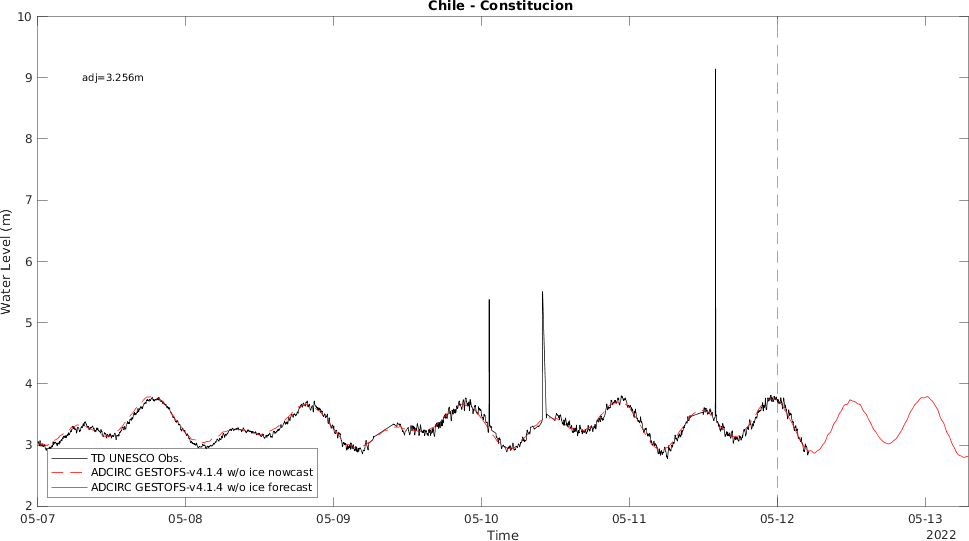 Chile - Constitucion
10
9
8
7
6
5
4
3
2
Water Level (m)
adj=3.256m
TD UNESCO Obs.
ADCIRC GESTOFS-v4.1.4 w/o ice nowcast
ADCIRC GESTOFS-v4.1.4 w/o ice forecast
05-07 05-08 05-09 05-10 05-11 05-12 05-13
Time
2022